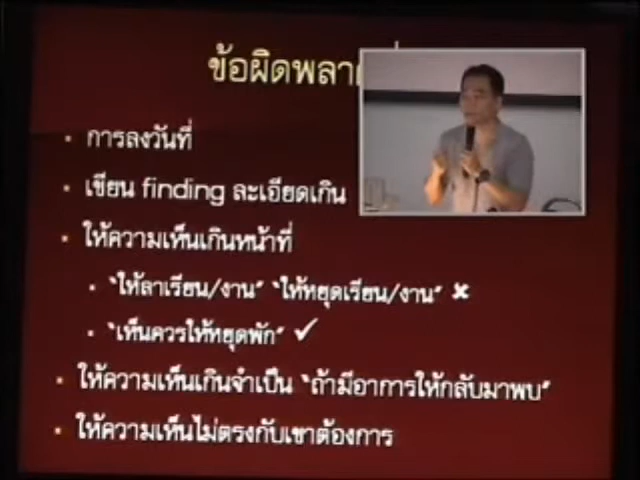 ข้อผิดพลาด
การลงวันที่
เขียน finding ละเอียดเกิน
ให้ความเห็นเกินหน้าที่
"ให้ลาเรียน/งาน" "ให้หยุดเรียน/งาน" ✖
"เห็นควรให้หยุดพัก" ✓
ให้ความเห็นเกินจำเป็น "ถ้ามีอาการให้กลับมาพบ"
ให้ความเห็นไม่ตรงกับเขาต้องการ